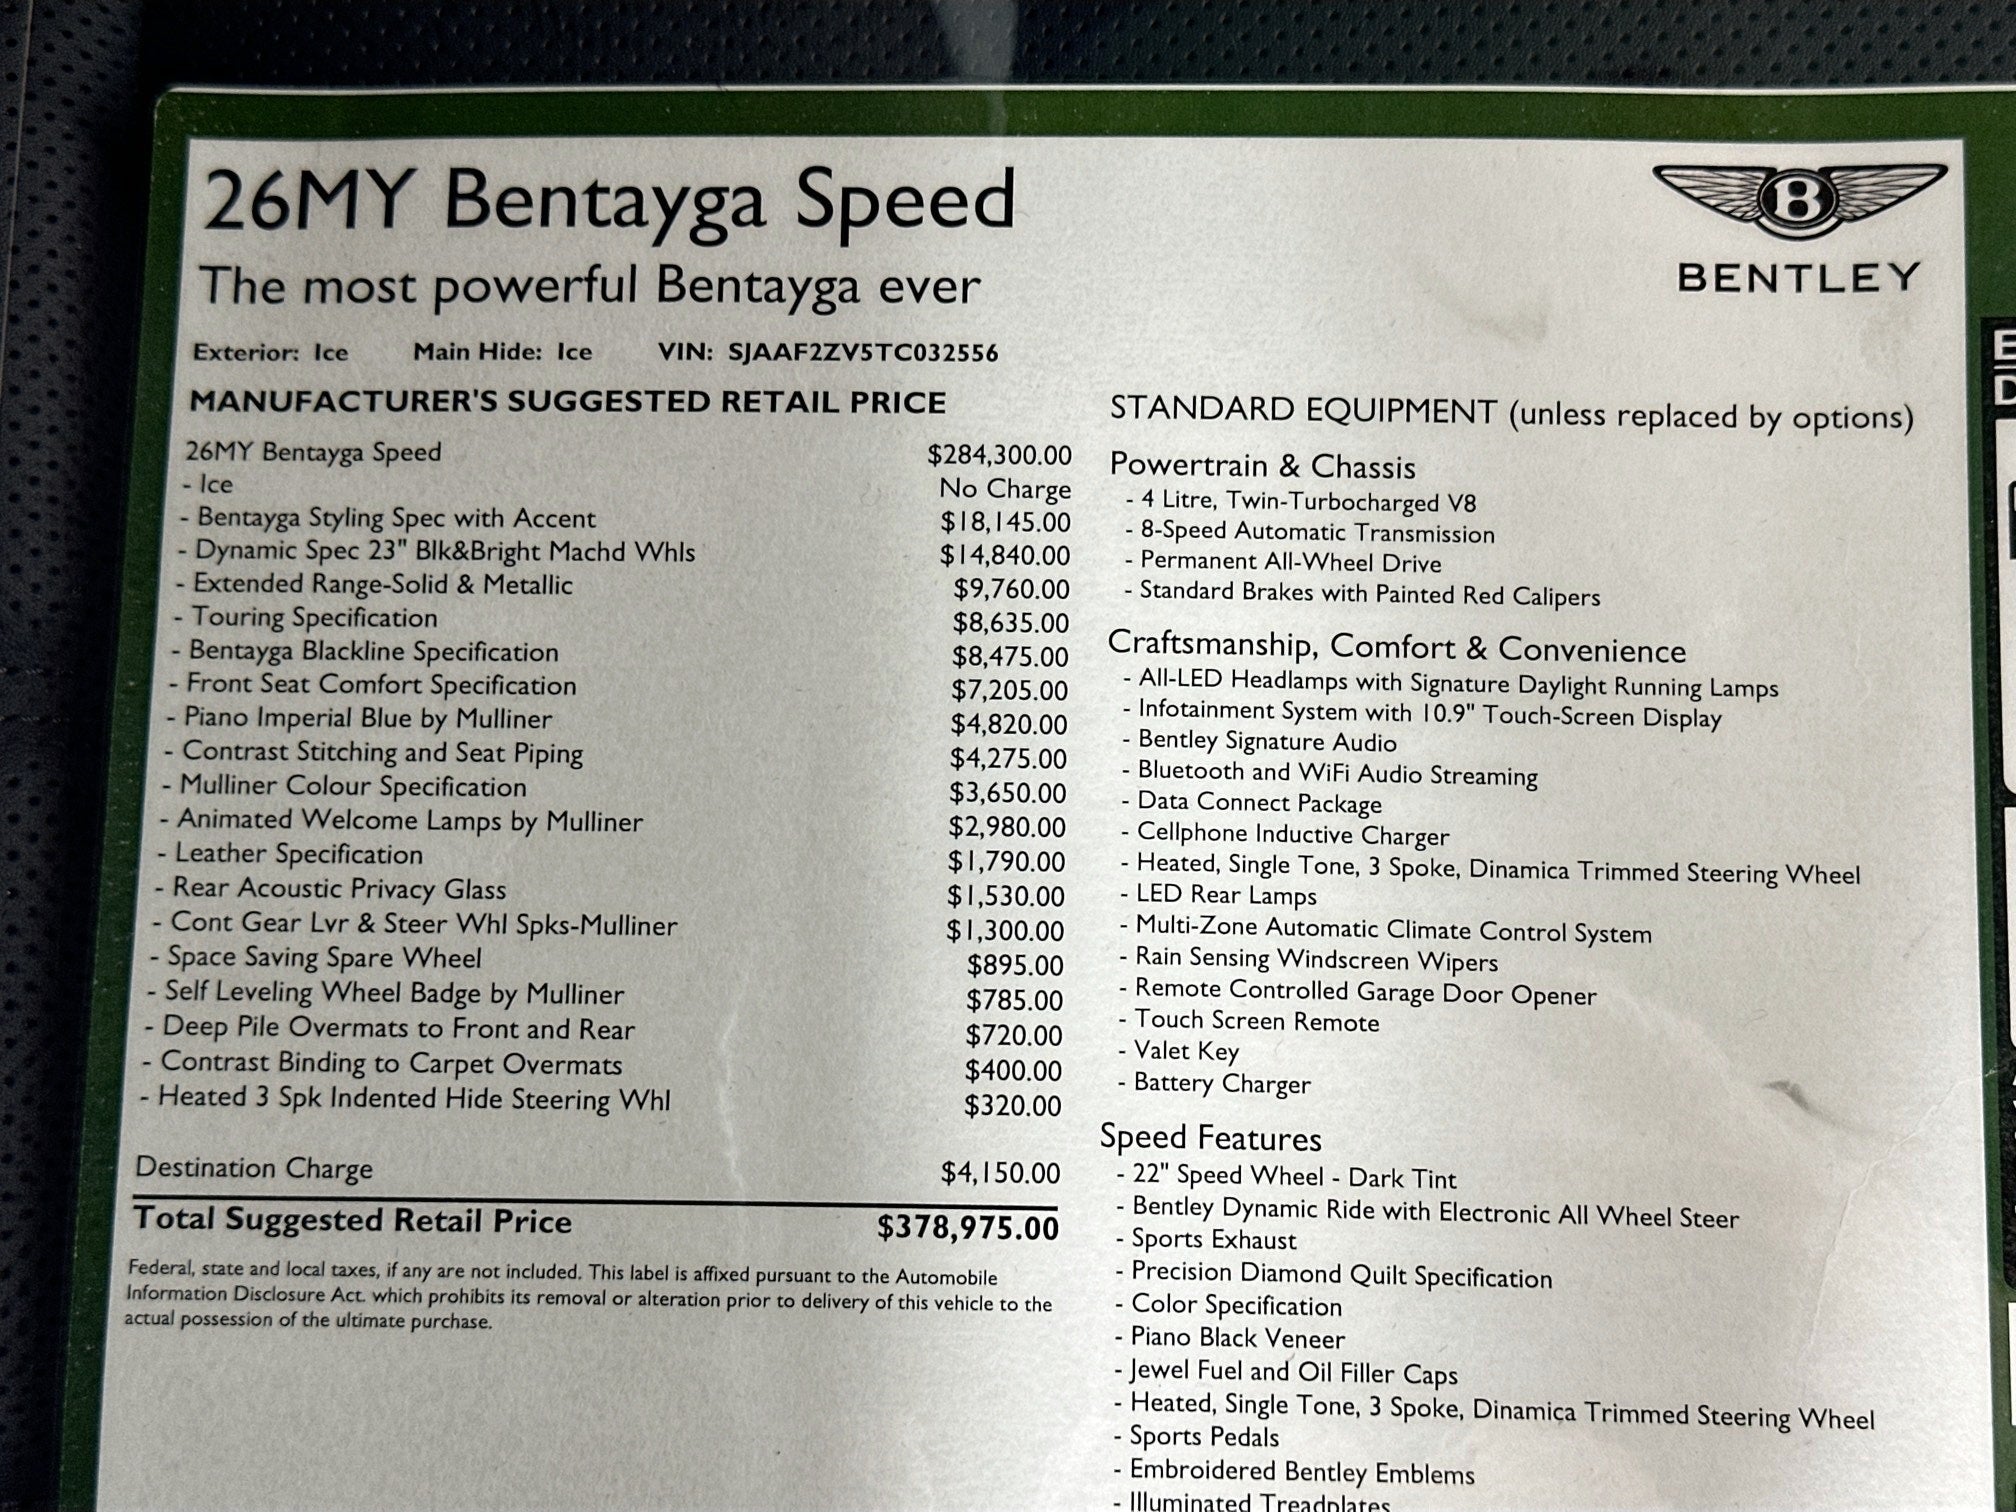 26MY Bentayga Speed
The most powerful Bentayga ever
B
BENTLEY
Exterior: Ice Main Hide: Ice VIN: SJAAF2ZV5TC032556
MANUFACTURER'S SUGGESTED RETAIL PRICE
26MY Bentayga Speed $284,300.00
- Ice No Charge
- Bentayga Styling Spec with Accent $18,145.00
- Dynamic Spec 23" Blk&Bright Machd Whls $14,840.00
- Extended Range-Solid & Metallic $9,760.00
- Touring Specification $8,635.00
- Bentayga Blackline Specification $8,475.00
- Front Seat Comfort Specification $7,205.00
- Piano Imperial Blue by Mulliner $4,820.00
- Contrast Stitching and Seat Piping $4,275.00
- Mulliner Colour Specification $3,650.00
- Animated Welcome Lamps by Mulliner $2,980.00
- Leather Specification $1,790.00
- Rear Acoustic Privacy Glass $1,530.00
- Cont Gear Lvr & Steer Whl Spks-Mulliner $1,300.00
- Space Saving Spare Wheel $895.00
- Self Leveling Wheel Badge by Mulliner $785.00
- Deep Pile Overmats to Front and Rear $720.00
- Contrast Binding to Carpet Overmats $400.00
- Heated 3 Spk Indented Hide Steering Whl $320.00
Destination Charge $4,150.00
Total Suggested Retail Price $378,975.00
Federal, state and local taxes, if any are not included. This label is affixed pursuant to the Automobile
Information Disclosure Act. which prohibits its removal or alteration prior to delivery of this vehicle to the
actual possession of the ultimate purchase.
STANDARD EQUIPMENT (unless replaced by options)
Powertrain & Chassis
- 4 Litre, Twin-Turbocharged V8
- 8-Speed Automatic Transmission
- Permanent All-Wheel Drive
- Standard Brakes with Painted Red Calipers
Craftsmanship, Comfort & Convenience
- All-LED Headlamps with Signature Daylight Running Lamps
- Infotainment System with 10.9" Touch-Screen Display
- Bentley Signature Audio
- Bluetooth and WiFi Audio Streaming
- Data Connect Package
- Cellphone Inductive Charger
- Heated, Single Tone, 3 Spoke, Dinamica Trimmed Steering Wheel
- LED Rear Lamps
- Multi-Zone Automatic Climate Control System
- Rain Sensing Windscreen Wipers
- Remote Controlled Garage Door Opener
- Touch Screen Remote
- Valet Key
- Battery Charger
Speed Features
- 22" Speed Wheel - Dark Tint
- Bentley Dynamic Ride with Electronic All Wheel Steer
- Sports Exhaust
- Precision Diamond Quilt Specification
- Color Specification
- Piano Black Veneer
- Jewel Fuel and Oil Filler Caps
- Heated, Single Tone, 3 Spoke, Dinamica Trimmed Steering Wheel
- Sports Pedals
- Embroidered Bentley Emblems
- Illuminated Treadplates